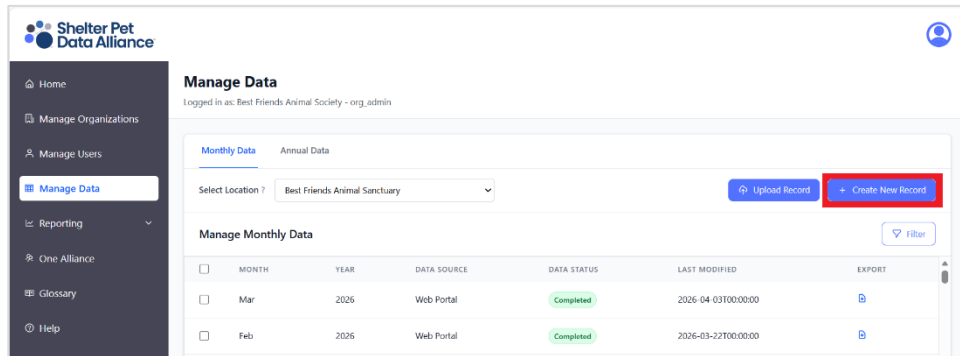 Shelter Pet
Data Alliance
Home
Manage Organizations
Manage Users
Manage Data
Reporting
One Alliance
Glossary
Help
Manage Data
Logged in as: Best Friends Animal Society - org_admin
Monthly Data Annual Data
Select Location ? Best Friends Animal Sanctuary Upload Record + Create New Record
Manage Monthly Data Filter
MONTH YEAR DATA SOURCE DATA STATUS LAST MODIFIED EXPORT
Mar 2026 Web Portal Completed 2026-04-03T00:00:00
Feb 2026 Web Portal Completed 2026-03-22T00:00:00